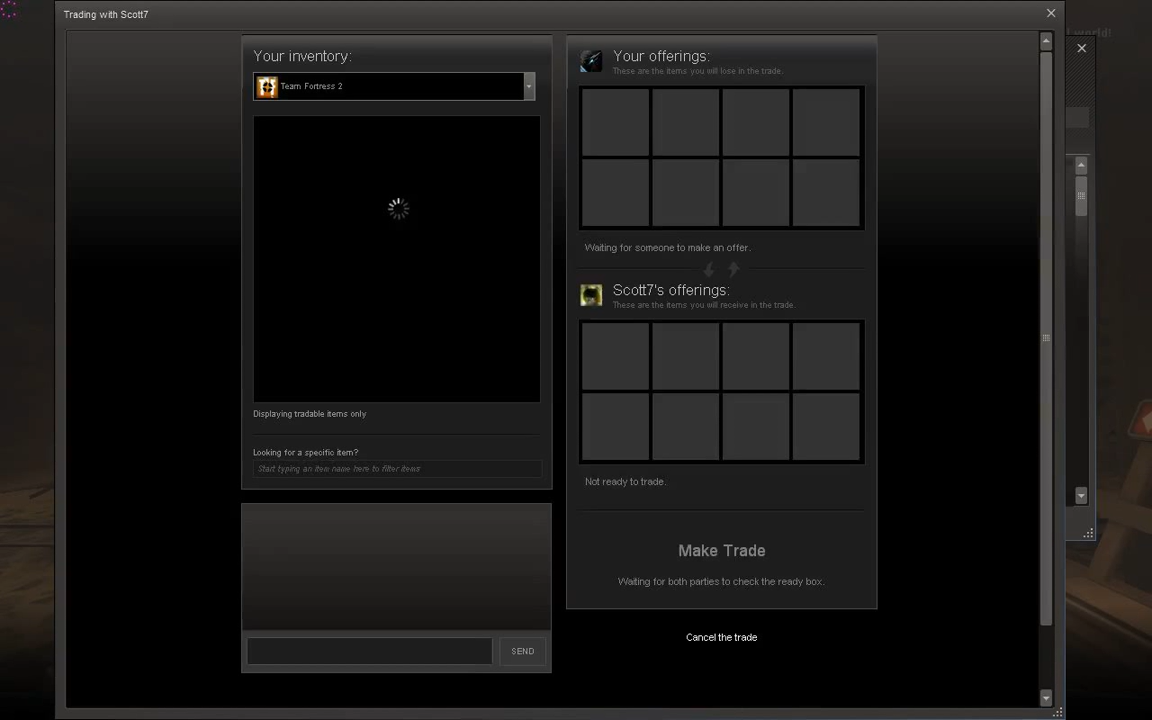 Trading with Scott7
Your inventory:
Team Fortress 2
Displaying tradable items only
Looking for a specific item?
Start typing an item name here to filter items
SEND
Your offerings:
These are the items you will lose in the trade.
Waiting for someone to make an offer.
Scott7's offerings:
These are the items you will receive in the trade.
Not ready to trade.
Make Trade
Waiting for both parties to check the ready box.
Cancel the trade